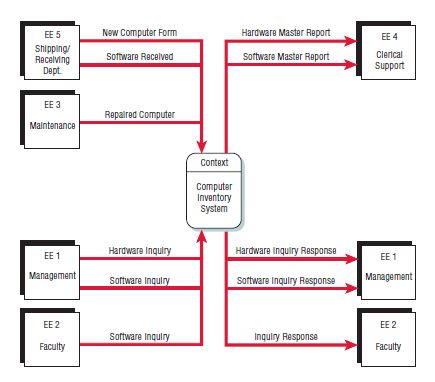 EE 5
Shipping/
Receiving
Dept.
New Computer Form
Software Received
EE 3
Maintenance
Repaired Computer
Hardware Master Report
Software Master Report
EE 4
Clerical
Support
Context
Computer
Inventory
System
EE 1
Management
Hardware Inquiry
Software Inquiry
EE 2
Faculty
Software Inquiry
Hardware Inquiry Response
Software Inquiry Response
EE 1
Management
Inquiry Response
EE 2
Faculty